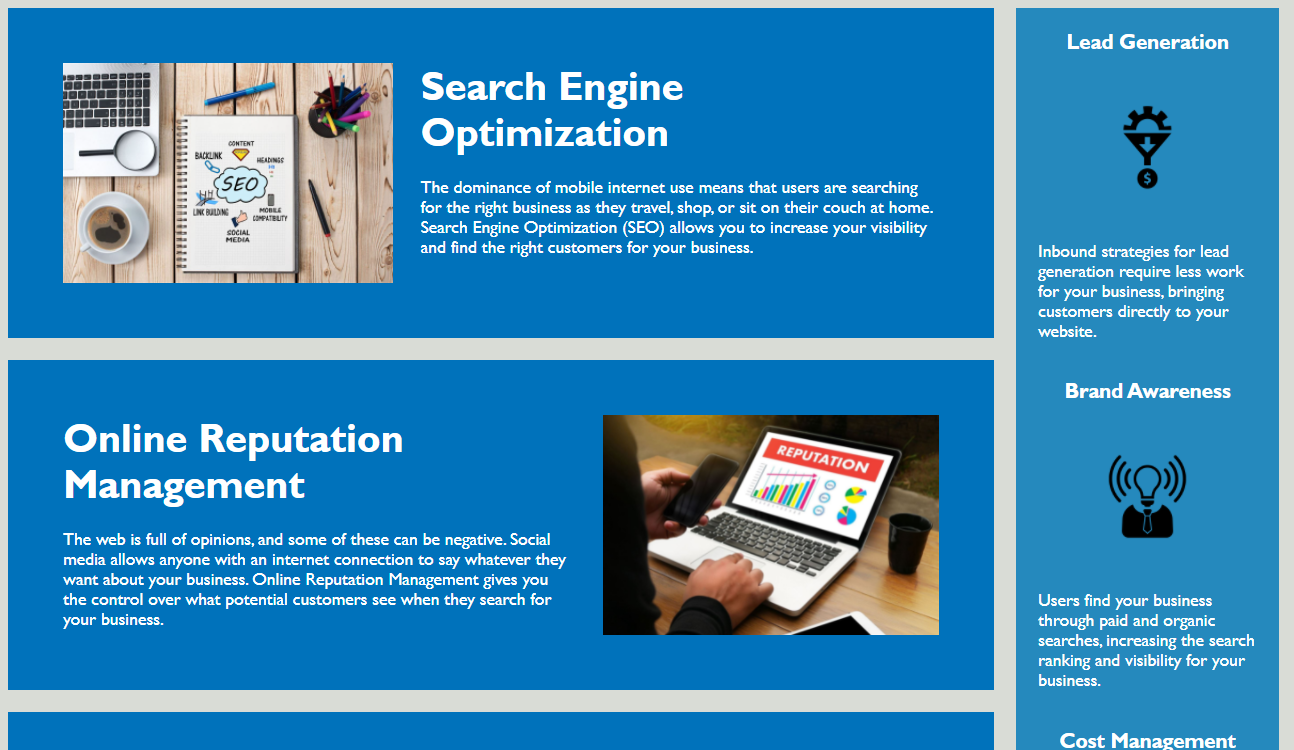 Search Engine
Optimization
The dominance of mobile internet use means that users are searching
for the right business as they travel, shop, or sit on their couch at home.
Search Engine Optimization (SEO) allows you to increase your visibility
and find the right customers for your business.
CONTENT
BACKLINK
HEADINGS
SEO
LINK BUILDING
MOBILE
COMPATIBILITY
SOCIAL
MEDIA
Online Reputation
Management
The web is full of opinions, and some of these can be negative. Social
media allows anyone with an internet connection to say whatever they
want about your business. Online Reputation Management gives you
the control over what potential customers see when they search for
your business.
REPUTATION
Lead Generation
$
Inbound strategies for lead
generation require less work
for your business, bringing
customers directly to your
website.
Brand Awareness
Users find your business
through paid and organic
searches, increasing the search
ranking and visibility for your
business.
Cost Management